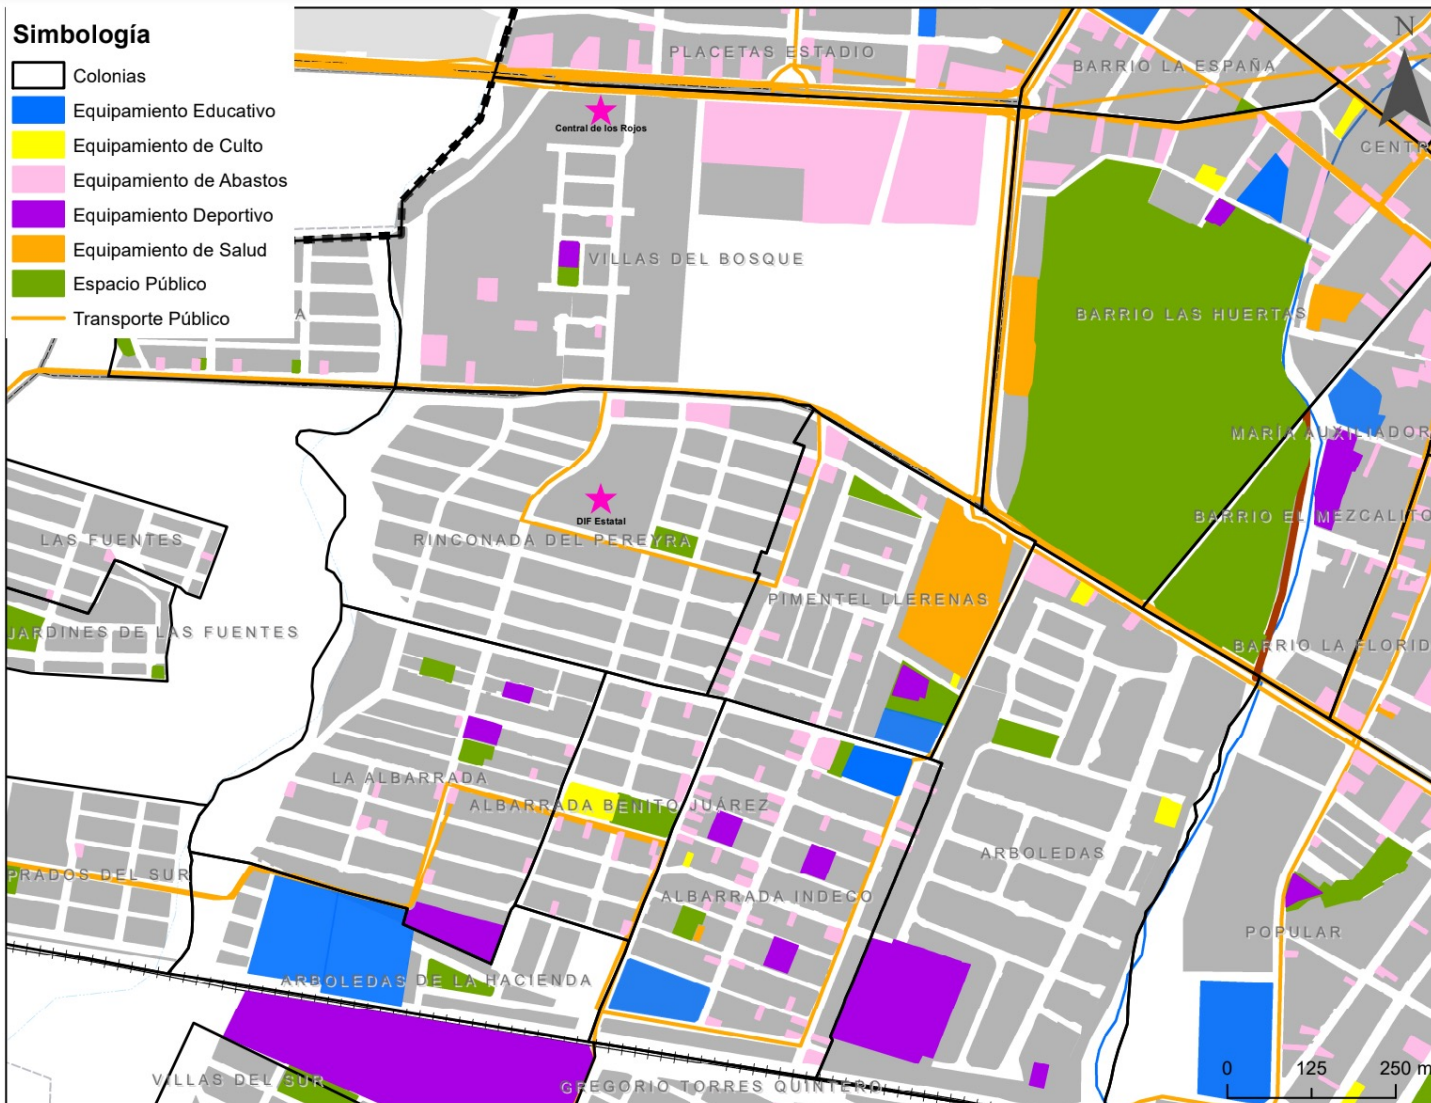 Simbología
Colonias
Equipamiento Educativo
Equipamiento de Culto
Equipamiento de Abastos
Equipamiento Deportivo
Equipamiento de Salud
Espacio Público
Transporte Público
N
PLACETAS ESTADIO
BARRIO LA ESPAÑA
Central de los Rojos
CENTR
VILLAS DEL BOSQUE
A
BARRIO LAS HUERTAS
MARÍA AUXILIADOR
DIF Estatal
BARRIO EL MEZCALITO
LAS FUENTES
RINCONADA DEL PEREYRA
PIMENTEL LLERENAS
JARDINES DE LAS FUENTES
BARRIO LA FLORID
LA ALBARRADA
ALBARRADA BENITO JUÁREZ
ARBOLEDAS
PRADOS DEL SUR
ALBARRADA INDECO
POPULAR
ARBOLEDAS DE LA HACIENDA
VILLAS DEL SUR
GREGORIO TORRES QUINTERO
0 125 250 m